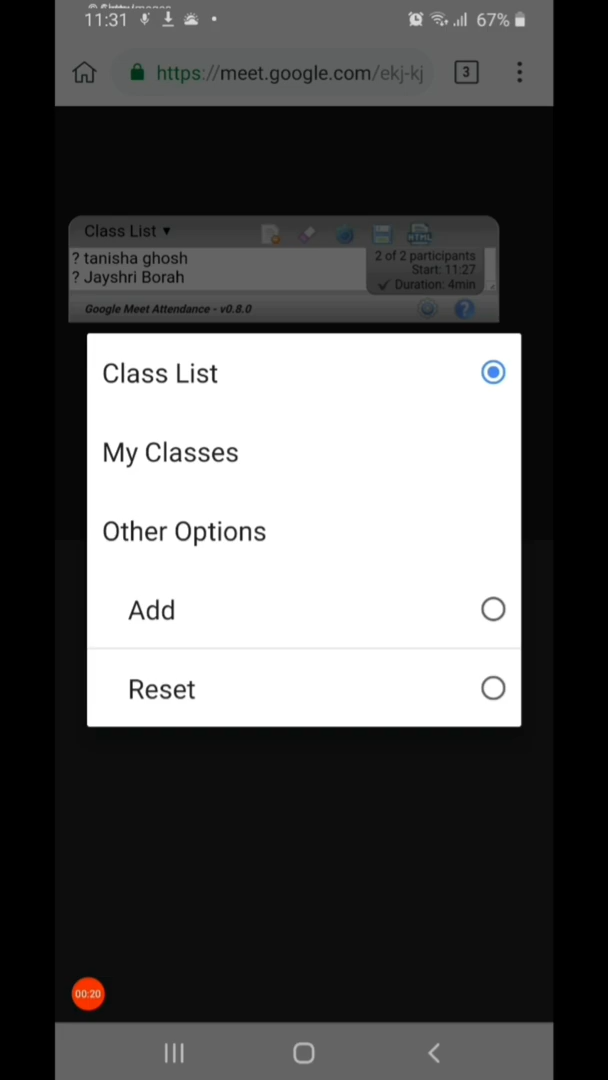 11:31
67%
https://meet.google.com/ekj-kj
3
Class List
HTML
? tanisha ghosh
? Jayshri Borah
2 of 2 participants
Start: 11:27
✓ Duration: 4min
Google Meet Attendance - v0.8.0
?
Class List
My Classes
Other Options
Add
Reset
00:20